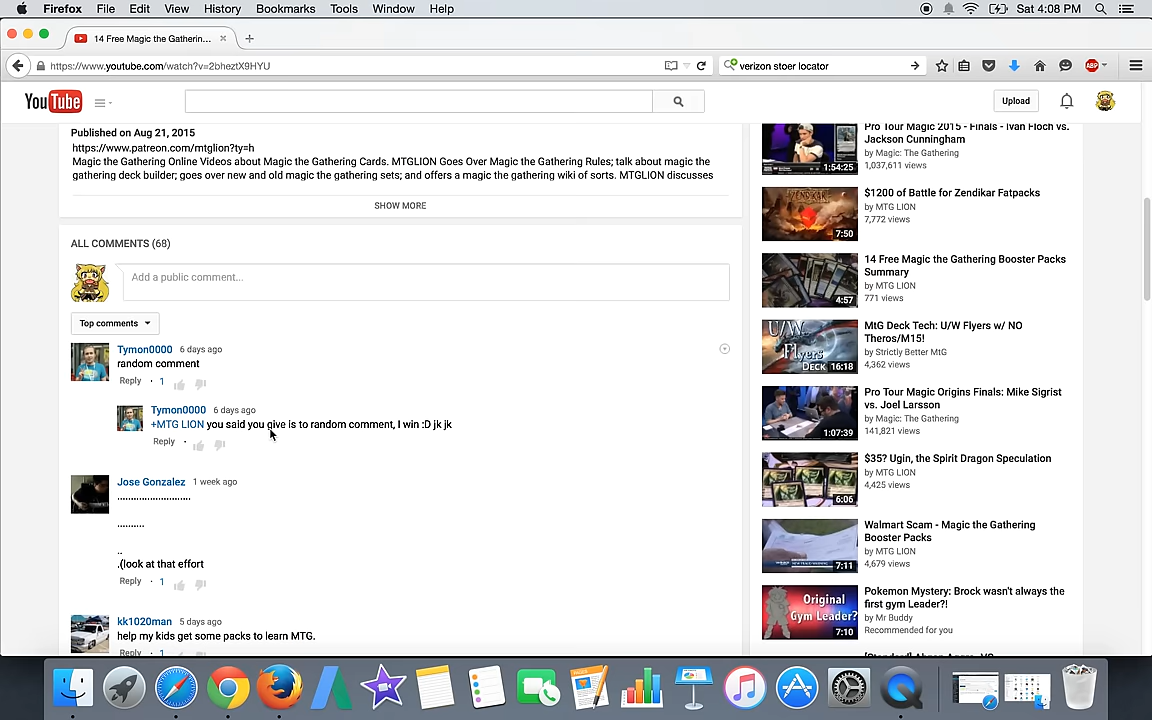 Firefox File Edit View History Bookmarks Tools Window Help Sat 4:08 PM
14 Free Magic the Gatherin...
https://www.youtube.com/watch?v=2bheztX9HYU
verizon stoer locator
ABP
YouTube
Upload
Published on Aug 21, 2015
https://www.patreon.com/mtglion?ty=h
Magic the Gathering Online Videos about Magic the Gathering Cards. MTGLION Goes Over Magic the Gathering Rules; talk about magic the
gathering deck builder; goes over new and old magic the gathering sets; and offers a magic the gathering wiki of sorts. MTGLION discusses
SHOW MORE
ALL COMMENTS (68)
Add a public comment...
Top comments
Tymon0000 6 days ago
random comment
Reply · 1
Tymon0000 6 days ago
+MTG LION you said you give is to random comment, I win :D jk jk
Reply ·
Jose Gonzalez 1 week ago
...........................
..........
..
.(look at that effort
Reply · 1
kk1020man 5 days ago
help my kids get some packs to learn MTG.
Reply · 1
Pro Tour Magic 2015 - Finals - Ivan Floch vs.
Jackson Cunningham
by Magic: The Gathering
1,037,611 views
1:54:25
$1200 of Battle for Zendikar Fatpacks
by MTG LION
7,772 views
7:50
14 Free Magic the Gathering Booster Packs
Summary
by MTG LION
771 views
4:57
MtG Deck Tech: U/W Flyers w/ NO
Theros/M15!
by Strictly Better MtG
4,362 views
U/W
Flyers
DECK 16:18
Pro Tour Magic Origins Finals: Mike Sigrist
vs. Joel Larsson
by Magic: The Gathering
141,821 views
1:07:39
$35? Ugin, the Spirit Dragon Speculation
by MTG LION
4,425 views
6:06
Walmart Scam - Magic the Gathering
Booster Packs
by MTG LION
4,679 views
7:11
Pokemon Mystery: Brock wasn't always the
first gym Leader?!
by Mr Buddy
Recommended for you
Original
Gym Leader?
7:10